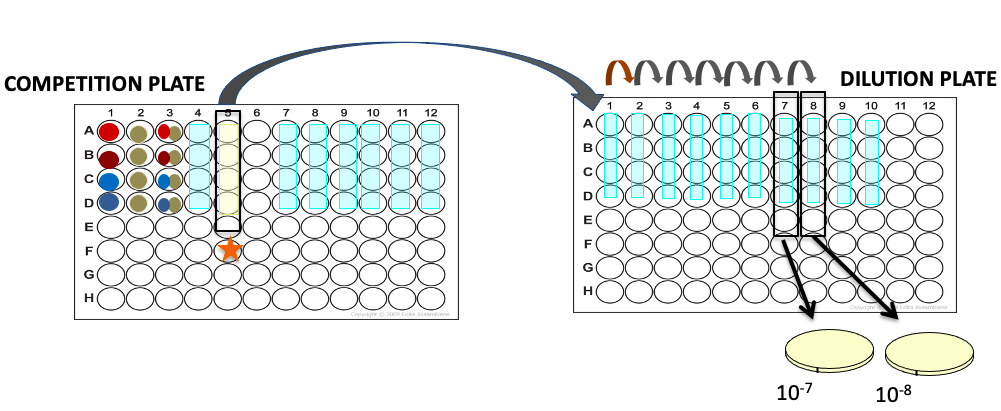 COMPETITION PLATE
1 2 3 4 5 6 7 8 9 10 11 12
A
B
C
D
E
F
G
H
DILUTION PLATE
1 2 3 4 5 6 7 8 9 10 11 12
A
B
C
D
E
F
G
H
10-7
10-8